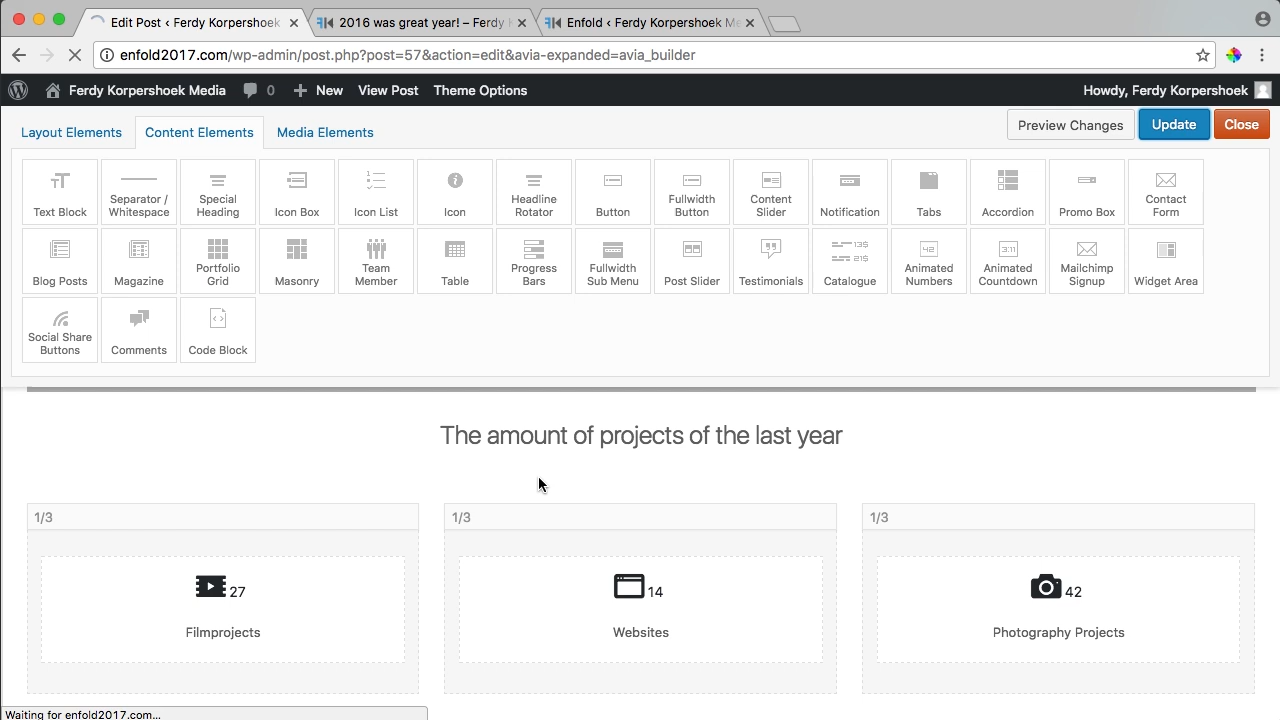 Edit Post ‹ Ferdy Korpershoek
2016 was great year! – Ferdy K
Enfold ‹ Ferdy Korpershoek Me
enfold2017.com/wp-admin/post.php?post=57&action=edit&avia-expanded=avia_builder
Ferdy Korpershoek Media 0 New View Post Theme Options Howdy, Ferdy Korpershoek
Layout Elements Content Elements Media Elements Preview Changes Update Close
Text Block
Separator / Whitespace
Special Heading
Icon Box
Icon List
Icon
Headline Rotator
Button
Fullwidth Button
Content Slider
Notification
Tabs
Accordion
Promo Box
Contact Form
Blog Posts
Magazine
Portfolio Grid
Masonry
Team Member
Table
Progress Bars
Fullwidth Sub Menu
Post Slider
Testimonials
13$
21$
Catalogue
42
Animated Numbers
3:11
Animated Countdown
Mailchimp Signup
Widget Area
Social Share Buttons
Comments
Code Block
The amount of projects of the last year
1/3 1/3 1/3
27 14 42
Filmprojects Websites Photography Projects
Waiting for enfold2017.com...